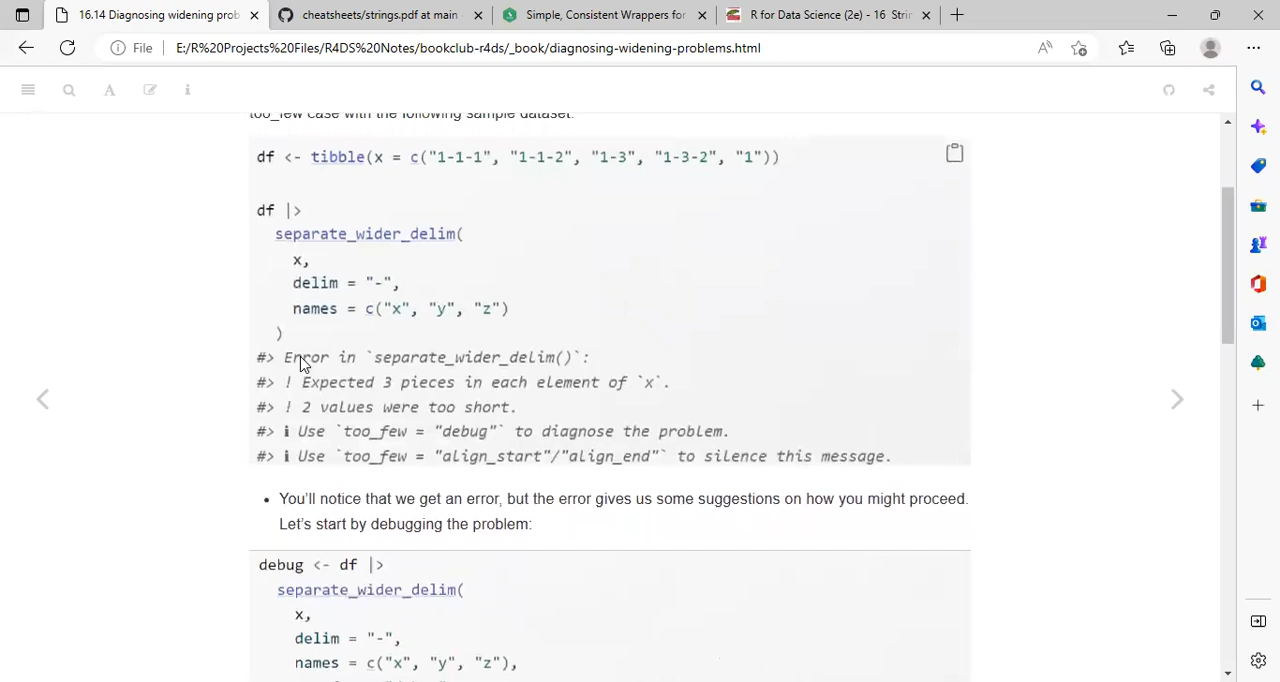 16.14 Diagnosing widening prob
cheatsheets/strings.pdf at main
Simple, Consistent Wrappers for
R for Data Science (2e) - 16 Strin
File
E:/R%20Projects%20Files/R4DS%20Notes/bookclub-r4ds/_book/diagnosing-widening-problems.html
too_few case with the following sample dataset:
df <- tibble(x = c("1-1-1", "1-1-2", "1-3", "1-3-2", "1"))
df |>
separate_wider_delim(
x,
delim = "-",
names = c("x", "y", "z")
)
#> Error in `separate_wider_delim()`:
#> ! Expected 3 pieces in each element of `x`.
#> ! 2 values were too short.
#> ℹ Use `too_few = "debug"` to diagnose the problem.
#> ℹ Use `too_few = "align_start"/"align_end"` to silence this message.
• You'll notice that we get an error, but the error gives us some suggestions on how you might proceed.
Let's start by debugging the problem:
debug <- df |>
separate_wider_delim(
x,
delim = "-",
names = c("x", "y", "z"),